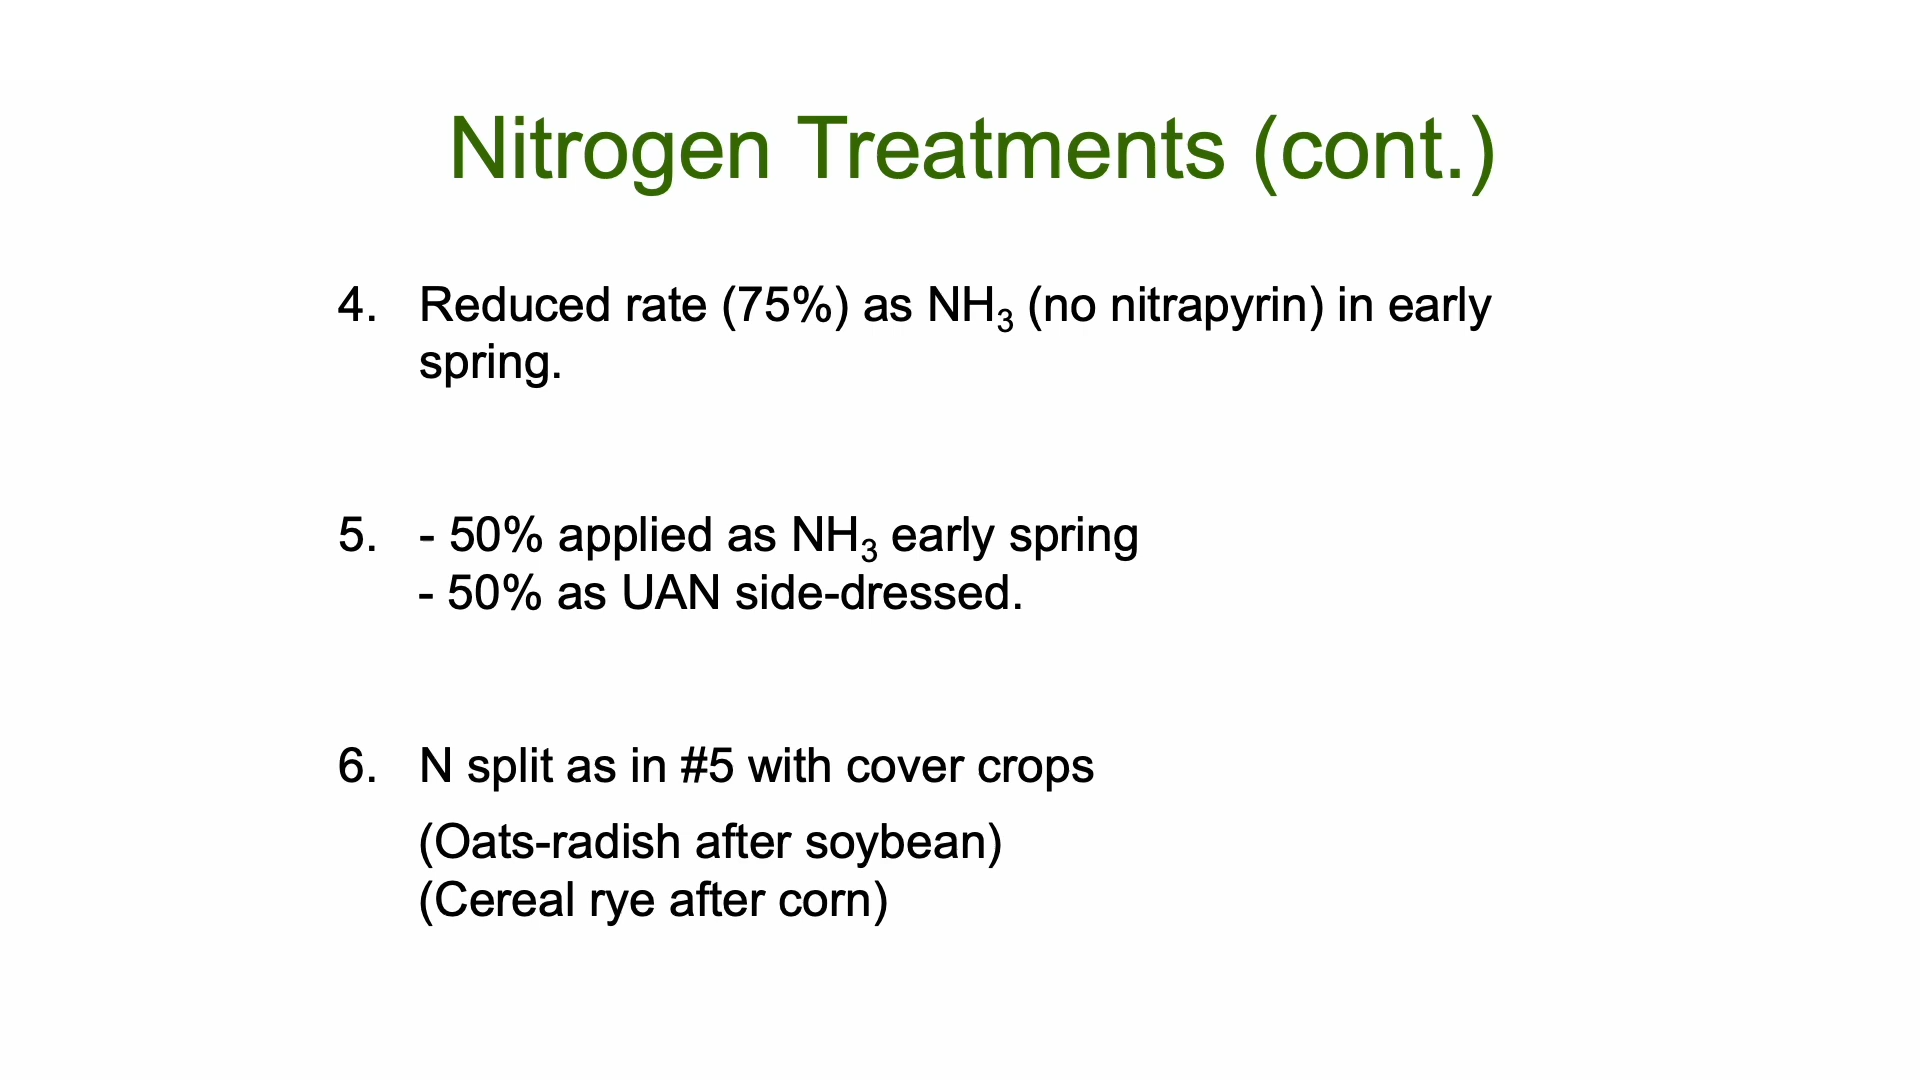 Nitrogen Treatments (cont.)
4. Reduced rate (75%) as NH₃ (no nitrapyrin) in early
spring.
5. - 50% applied as NH₃ early spring
- 50% as UAN side-dressed.
6. N split as in #5 with cover crops
(Oats-radish after soybean)
(Cereal rye after corn)